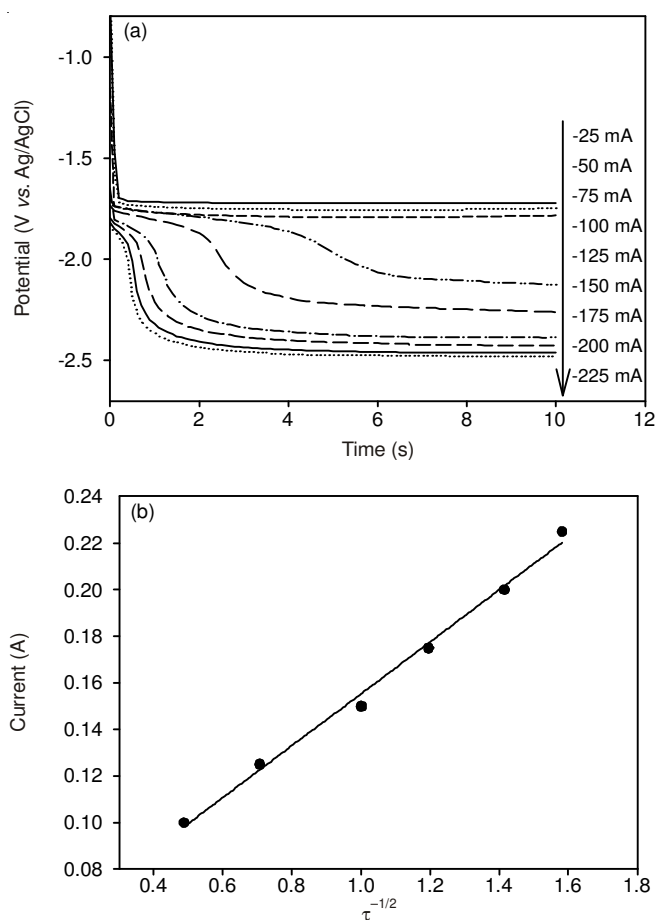 (a)
-1.0
-1.5
-2.0
-2.5
Potential (V vs. Ag/AgCl)
-25 mA
-50 mA
-75 mA
-100 mA
-125 mA
-150 mA
-175 mA
-200 mA
-225 mA
0 2 4 6 8 10 12
Time (s)
(b)
0.24
0.22
0.20
0.18
0.16
0.14
0.12
0.10
0.08
Current (A)
0.4 0.6 0.8 1.0 1.2 1.4 1.6 1.8
τ⁻¹/²